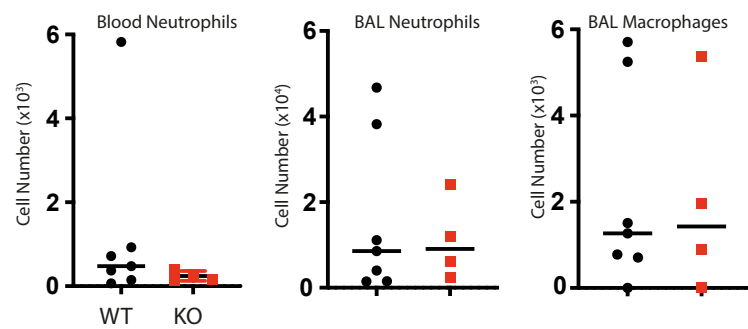 Blood Neutrophils
Cell Number (x10³)
6
4
2
0
WT
KO
BAL Neutrophils
Cell Number (x10⁴)
6
4
2
0
BAL Macrophages
Cell Number (x10³)
6
4
2
0